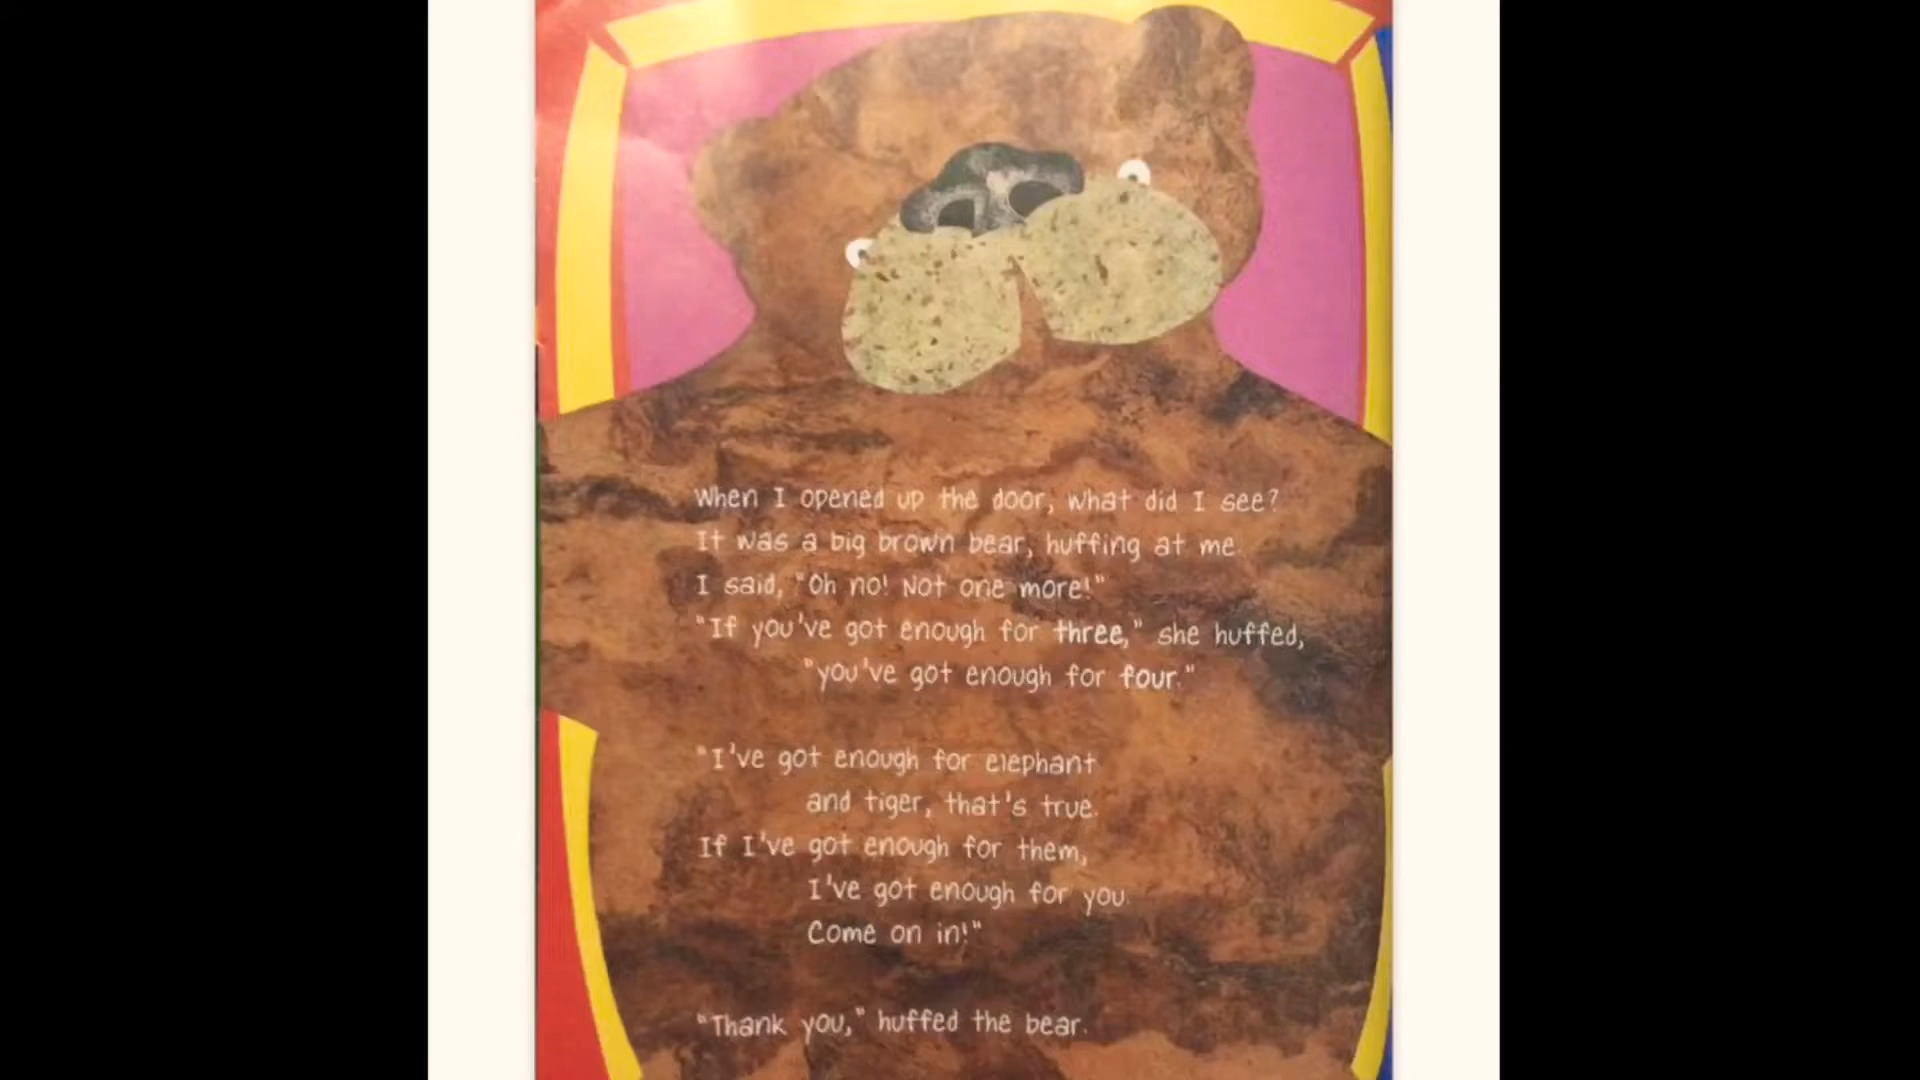 When I opened up the door, what did I see?
It was a big brown bear, huffing at me.
I said, "Oh no! Not one more!"
"If you've got enough for three," she huffed,
"you've got enough for four."
"I've got enough for elephant
and tiger, that's true.
If I've got enough for them,
I've got enough for you.
Come on in!"
"Thank you," huffed the bear.